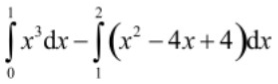 ∫₀¹ x³dx − ∫₁² (x² − 4x + 4)dx